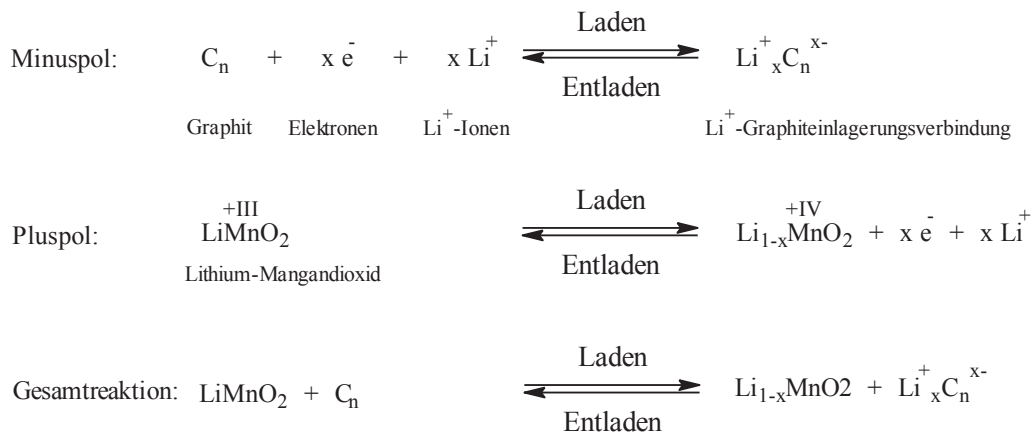 Laden
Minuspol: Cₙ + x e⁻ + x Li⁺ ⇌ Li⁺ₓCₙˣ⁻
Entladen
Graphit Elektronen Li⁺-Ionen Li⁺-Graphiteinlagerungsverbindung
+III Laden +IV
Pluspol: LiMnO₂ ⇌ Li₁₋ₓMnO₂ + x e⁻ + x Li⁺
Lithium-Mangandioxid Entladen
Laden
Gesamtreaktion: LiMnO₂ + Cₙ ⇌ Li₁₋ₓMnO2 + Li⁺ₓCₙˣ⁻
Entladen